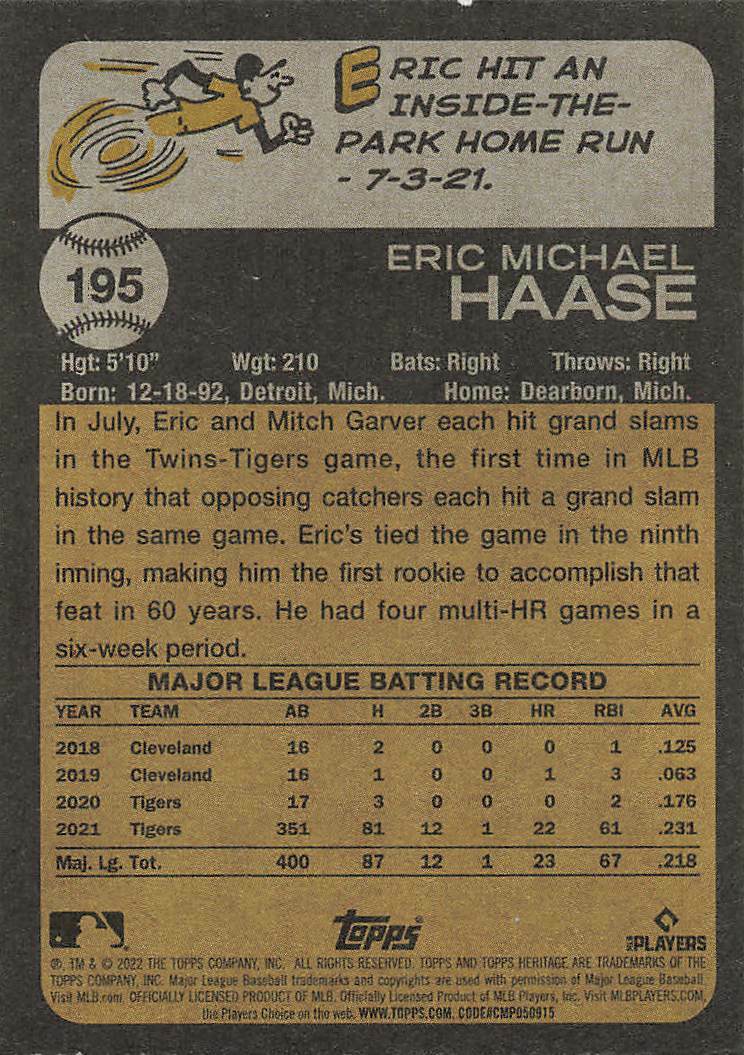 ERIC HIT AN
INSIDE-THE-
PARK HOME RUN
- 7-3-21.
195
ERIC MICHAEL
HAASE
Hgt: 5'10" Wgt: 210 Bats: Right Throws: Right
Born: 12-18-92, Detroit, Mich. Home: Dearborn, Mich.
In July, Eric and Mitch Garver each hit grand slams
in the Twins-Tigers game, the first time in MLB
history that opposing catchers each hit a grand slam
in the same game. Eric's tied the game in the ninth
inning, making him the first rookie to accomplish that
feat in 60 years. He had four multi-HR games in a
six-week period.
MAJOR LEAGUE BATTING RECORD
YEAR TEAM AB H 2B 3B HR RBI AVG
2018 Cleveland 16 2 0 0 0 1 .125
2019 Cleveland 16 1 0 0 1 3 .063
2020 Tigers 17 3 0 0 0 2 .176
2021 Tigers 351 81 12 1 22 61 .231
Maj. Lg. Tot. 400 87 12 1 23 67 .218
Topps®
MLB PLAYERS
®, TM & © 2022 THE TOPPS COMPANY, INC. ALL RIGHTS RESERVED. TOPPS AND TOPPS HERITAGE ARE TRADEMARKS OF THE
TOPPS COMPANY, INC. Major League Baseball trademarks and copyrights are used with permission of Major League Baseball.
Visit MLB.com. OFFICIALLY LICENSED PRODUCT OF MLB. Officially Licensed Product of MLB Players, Inc. Visit MLBPLAYERS.COM,
the Players Choice on the web. WWW.TOPPS.COM. CODE#CMP050915